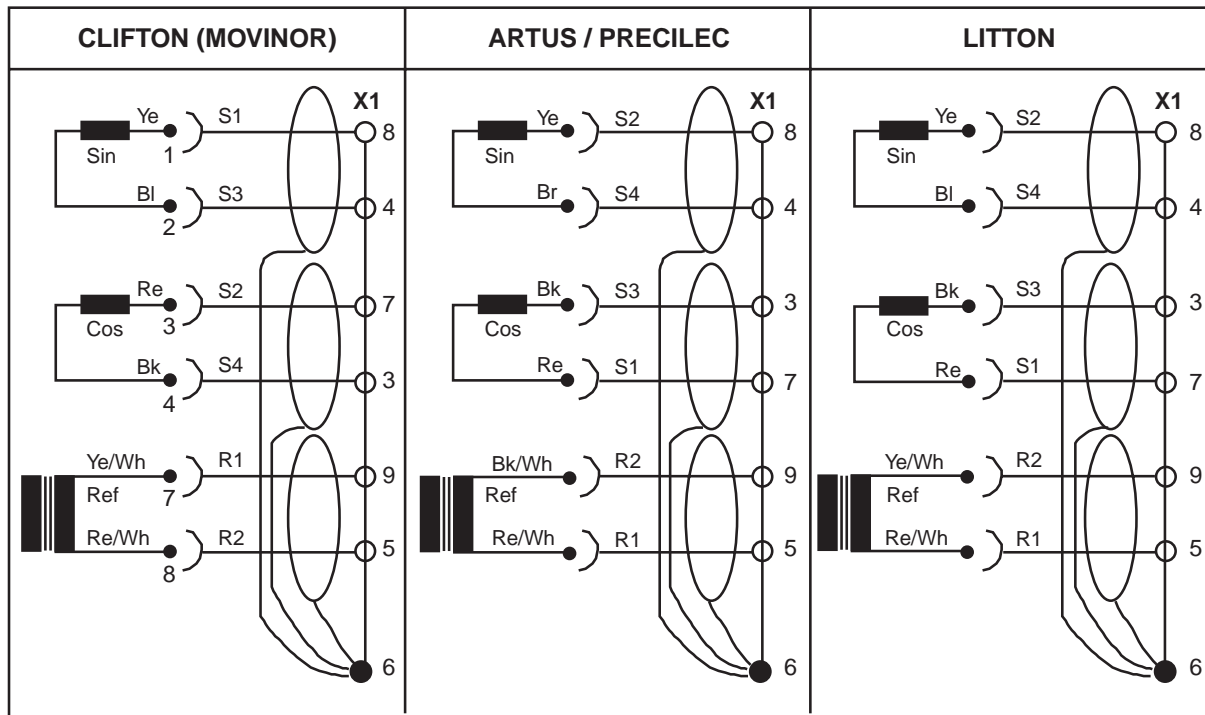 CLIFTON (MOVINOR)
X1
Ye S1 8
1
Sin
Bl S3 4
2
Re S2 7
3
Cos
Bk S4 3
4
Ye/Wh R1 9
Ref 7
Re/Wh R2 5
8
6
ARTUS / PRECILEC
X1
Ye S2 8
Sin
Br S4 4
Bk S3 3
Cos
Re S1 7
Bk/Wh R2 9
Ref
Re/Wh R1 5
6
LITTON
X1
Ye S2 8
Sin
Bl S4 4
Bk S3 3
Cos
Re S1 7
Ye/Wh R2 9
Ref
Re/Wh R1 5
6